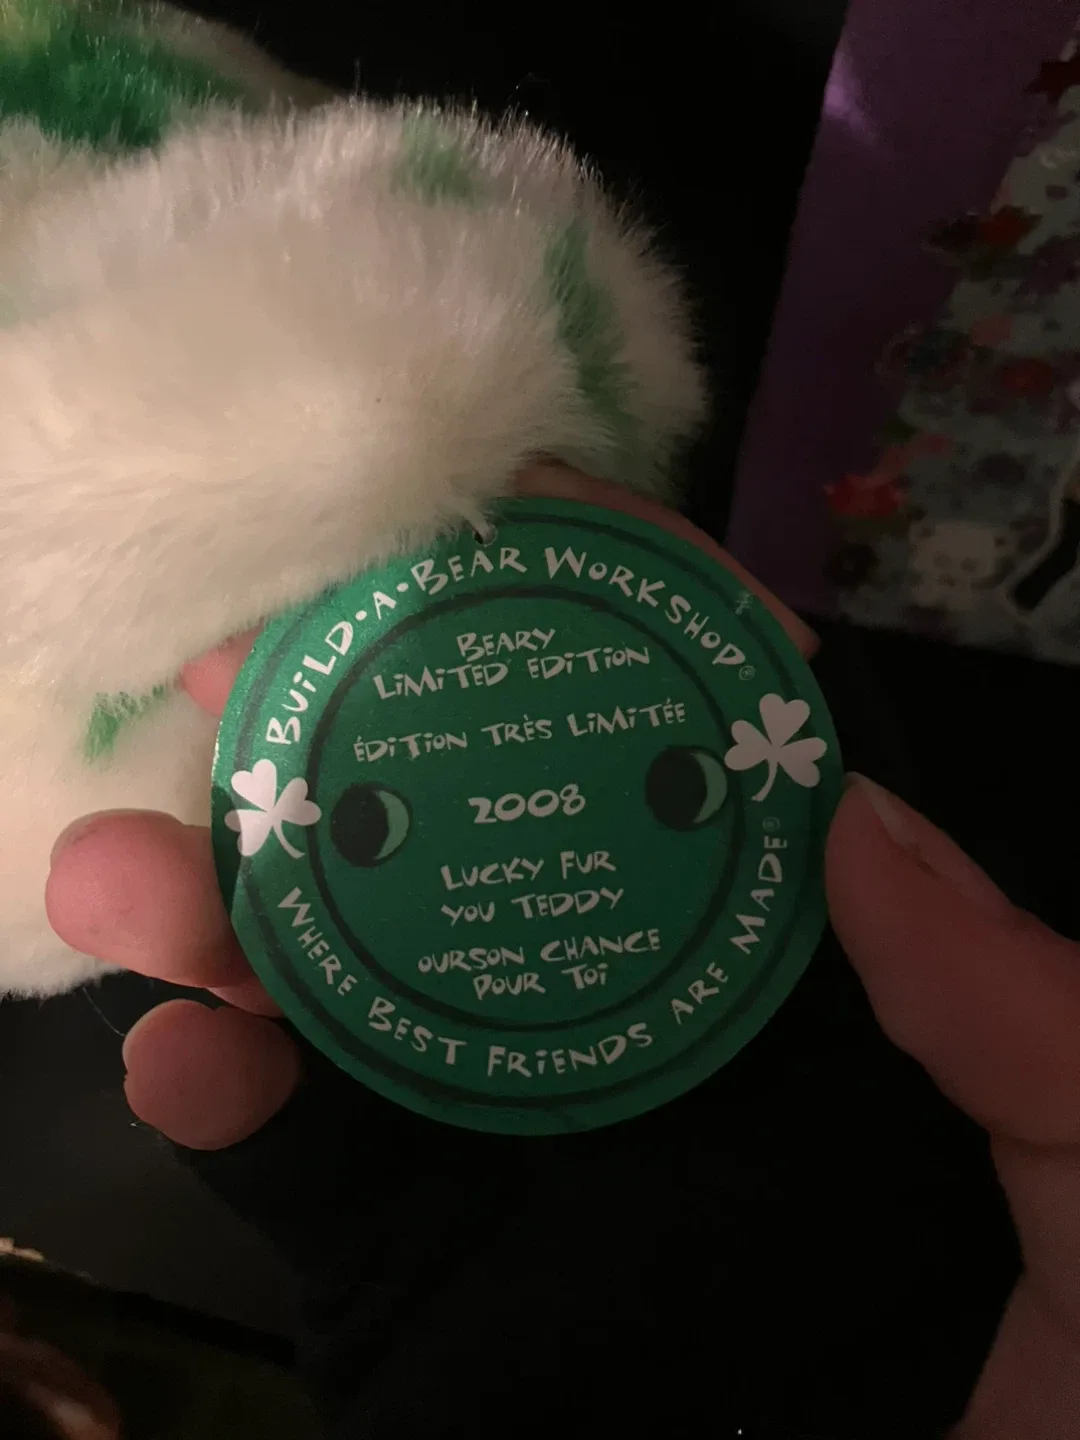 BUiLD•A•BEAR WORKSHOP®
BEARY
LiMiTED EDiTiON
ÉDiTiON TRÈS LiMiTÉE
2008
LUCKY FUR
YOU TEDDY
OURSON CHANCE
POUR TOi
WHERE BEST FRiENDS ARE MADE®